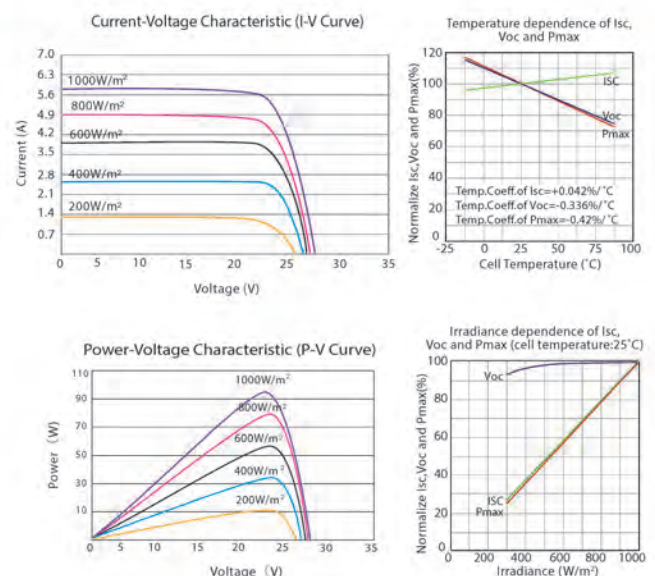 Current-Voltage Characteristic (I-V Curve)
7.0
6.3
5.6
4.9
4.2
3.5
2.8
2.1
1.4
0.7
Current (A)
1000W/m²
800W/m²
600W/m²
400W/m²
200W/m²
0 5 10 15 20 25 30 35
Voltage (V)
Temperature dependence of Isc,
Voc and Pmax
120
100
80
60
40
20
0
Normalize Isc,Voc and Pmax(%)
ISC
Voc
Pmax
Temp.Coeff.of Isc=+0.042%/˚C
Temp.Coeff.of Voc=-0.336%/˚C
Temp.Coeff.of Pmax=-0.42%/˚C
-25 0 25 50 75 100
Cell Temperature (˚C)
Power-Voltage Characteristic (P-V Curve)
110
90
70
50
30
10
Power (W)
1000W/m²
800W/m²
600W/m²
400W/m²
200W/m²
0 5 10 15 20 25 30 35
Voltage (V)
Irradiance dependence of Isc,
Voc and Pmax (cell temperature:25˚C)
100
80
60
40
20
0
Normalize Isc,Voc and Pmax(%)
Voc
ISC
Pmax
0 200 400 600 800 1000
Irradiance (W/m²)